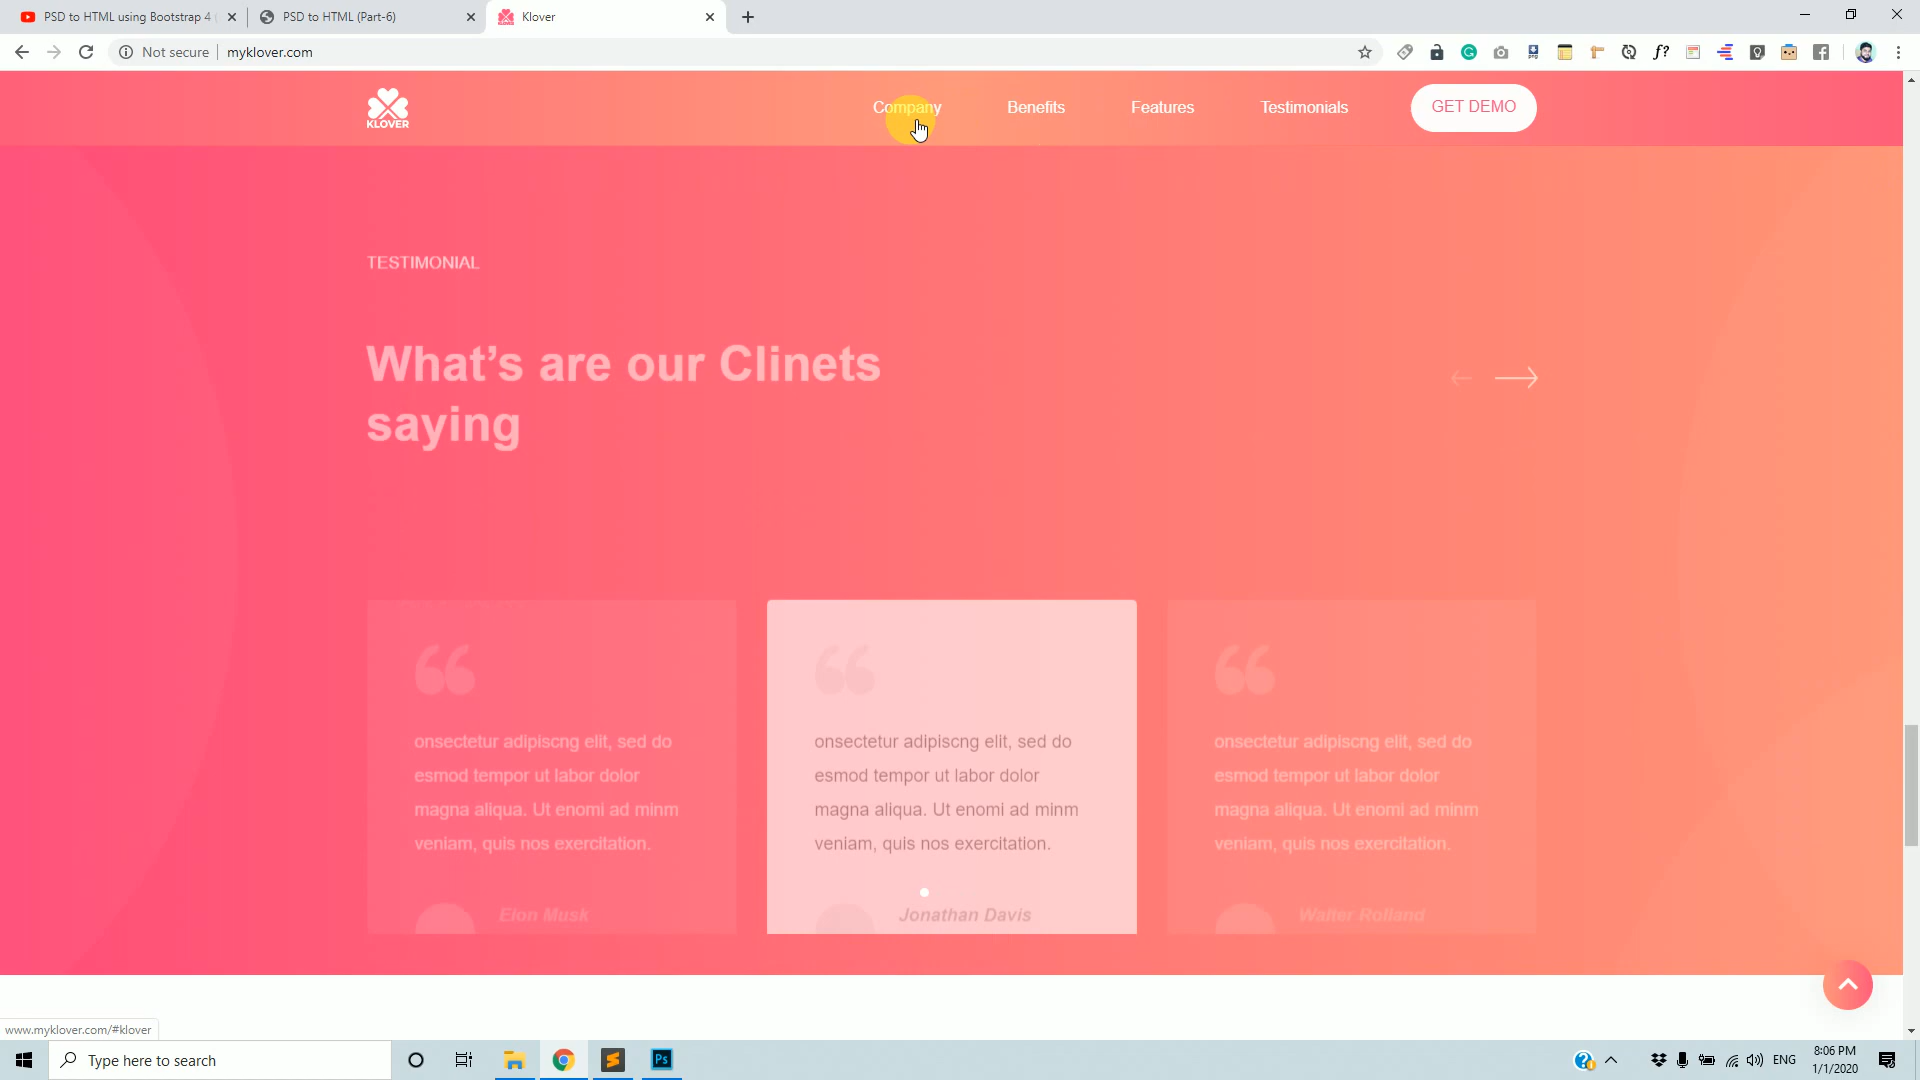 PSD to HTML using Bootstrap 4
PSD to HTML (Part-6)
Klover
Not secure
myklover.com
KLOVER
Company
Benefits
Features
Testimonials
GET DEMO
TESTIMONIAL
What’s are our Clinets
saying
onsectetur adipiscng elit, sed do
esmod tempor ut labor dolor
magna aliqua. Ut enomi ad minm
veniam, quis nos exercitation.
Elon Musk
onsectetur adipiscng elit, sed do
esmod tempor ut labor dolor
magna aliqua. Ut enomi ad minm
veniam, quis nos exercitation.
Jonathan Davis
onsectetur adipiscng elit, sed do
esmod tempor ut labor dolor
magna aliqua. Ut enomi ad minm
veniam, quis nos exercitation.
Walter Rolland
www.myklover.com/#klover
Type here to search
Ps
ENG
8:06 PM
1/1/2020